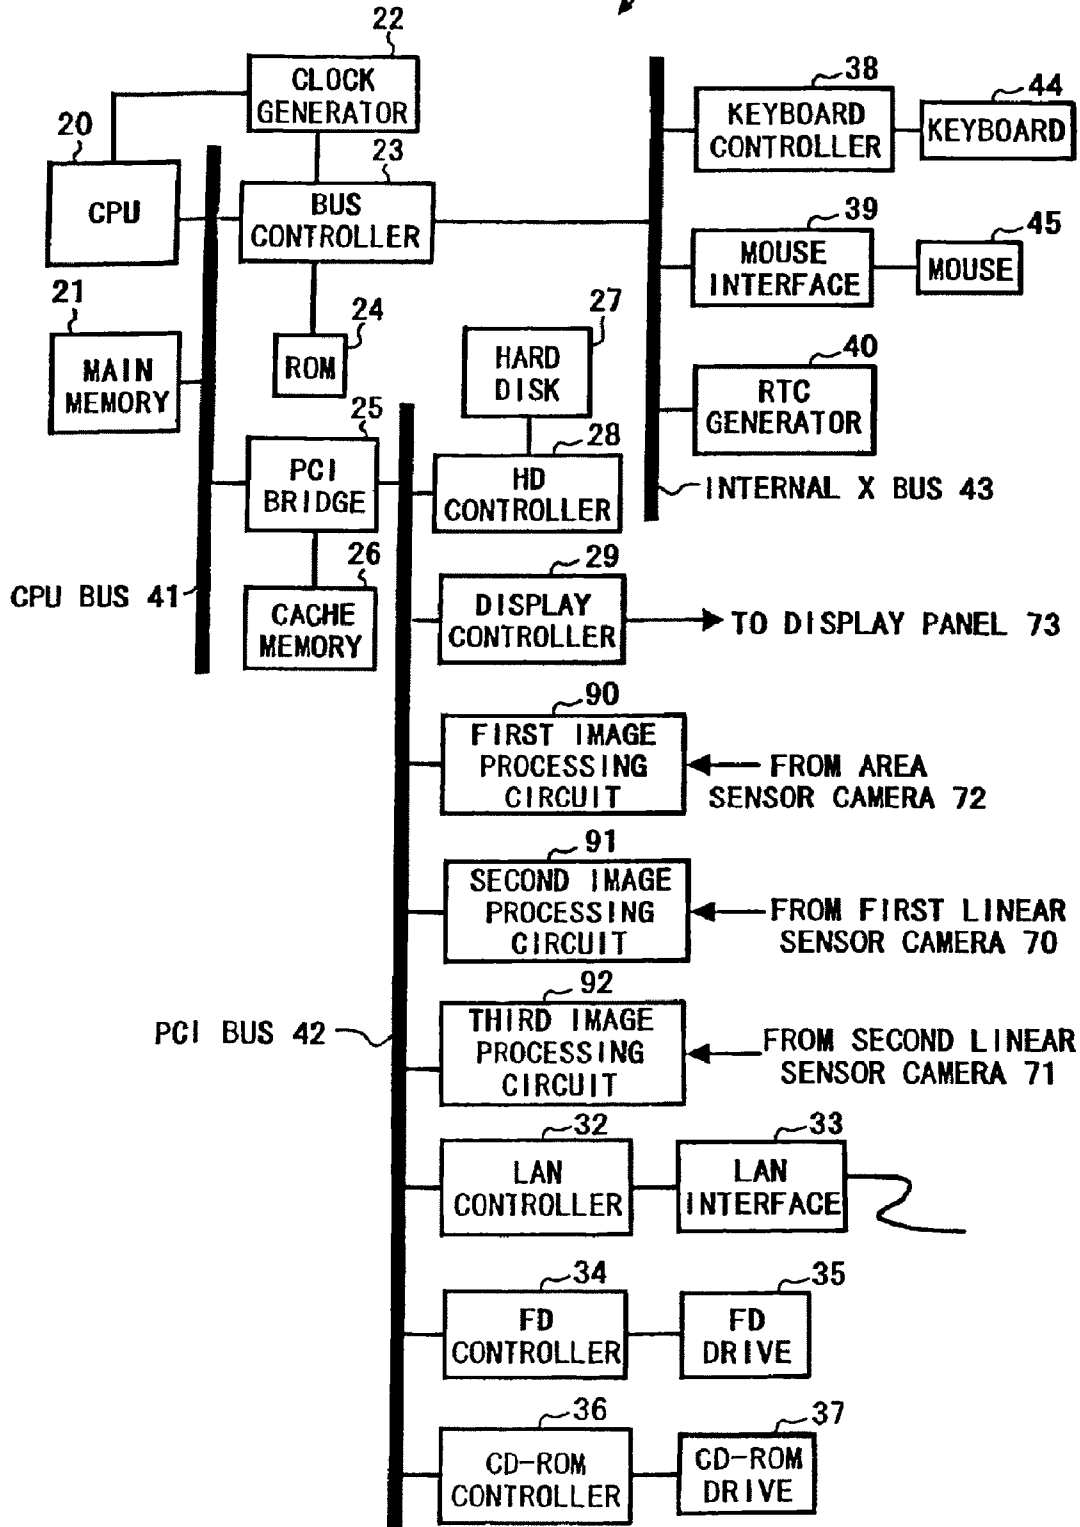 22
CLOCK
GENERATOR
20
CPU
23
BUS
CONTROLLER
21
MAIN
MEMORY
24
ROM
25
PCI
BRIDGE
26
CACHE
MEMORY
CPU BUS 41
27
HARD
DISK
28
HD
CONTROLLER
38
KEYBOARD
CONTROLLER
44
KEYBOARD
39
MOUSE
INTERFACE
45
MOUSE
40
RTC
GENERATOR
INTERNAL X BUS 43
29
DISPLAY
CONTROLLER
TO DISPLAY PANEL 73
90
FIRST IMAGE
PROCESSING
CIRCUIT
FROM AREA
SENSOR CAMERA 72
91
SECOND IMAGE
PROCESSING
CIRCUIT
FROM FIRST LINEAR
SENSOR CAMERA 70
92
THIRD IMAGE
PROCESSING
CIRCUIT
FROM SECOND LINEAR
SENSOR CAMERA 71
PCI BUS 42
32
LAN
CONTROLLER
33
LAN
INTERFACE
34
FD
CONTROLLER
35
FD
DRIVE
36
CD-ROM
CONTROLLER
37
CD-ROM
DRIVE